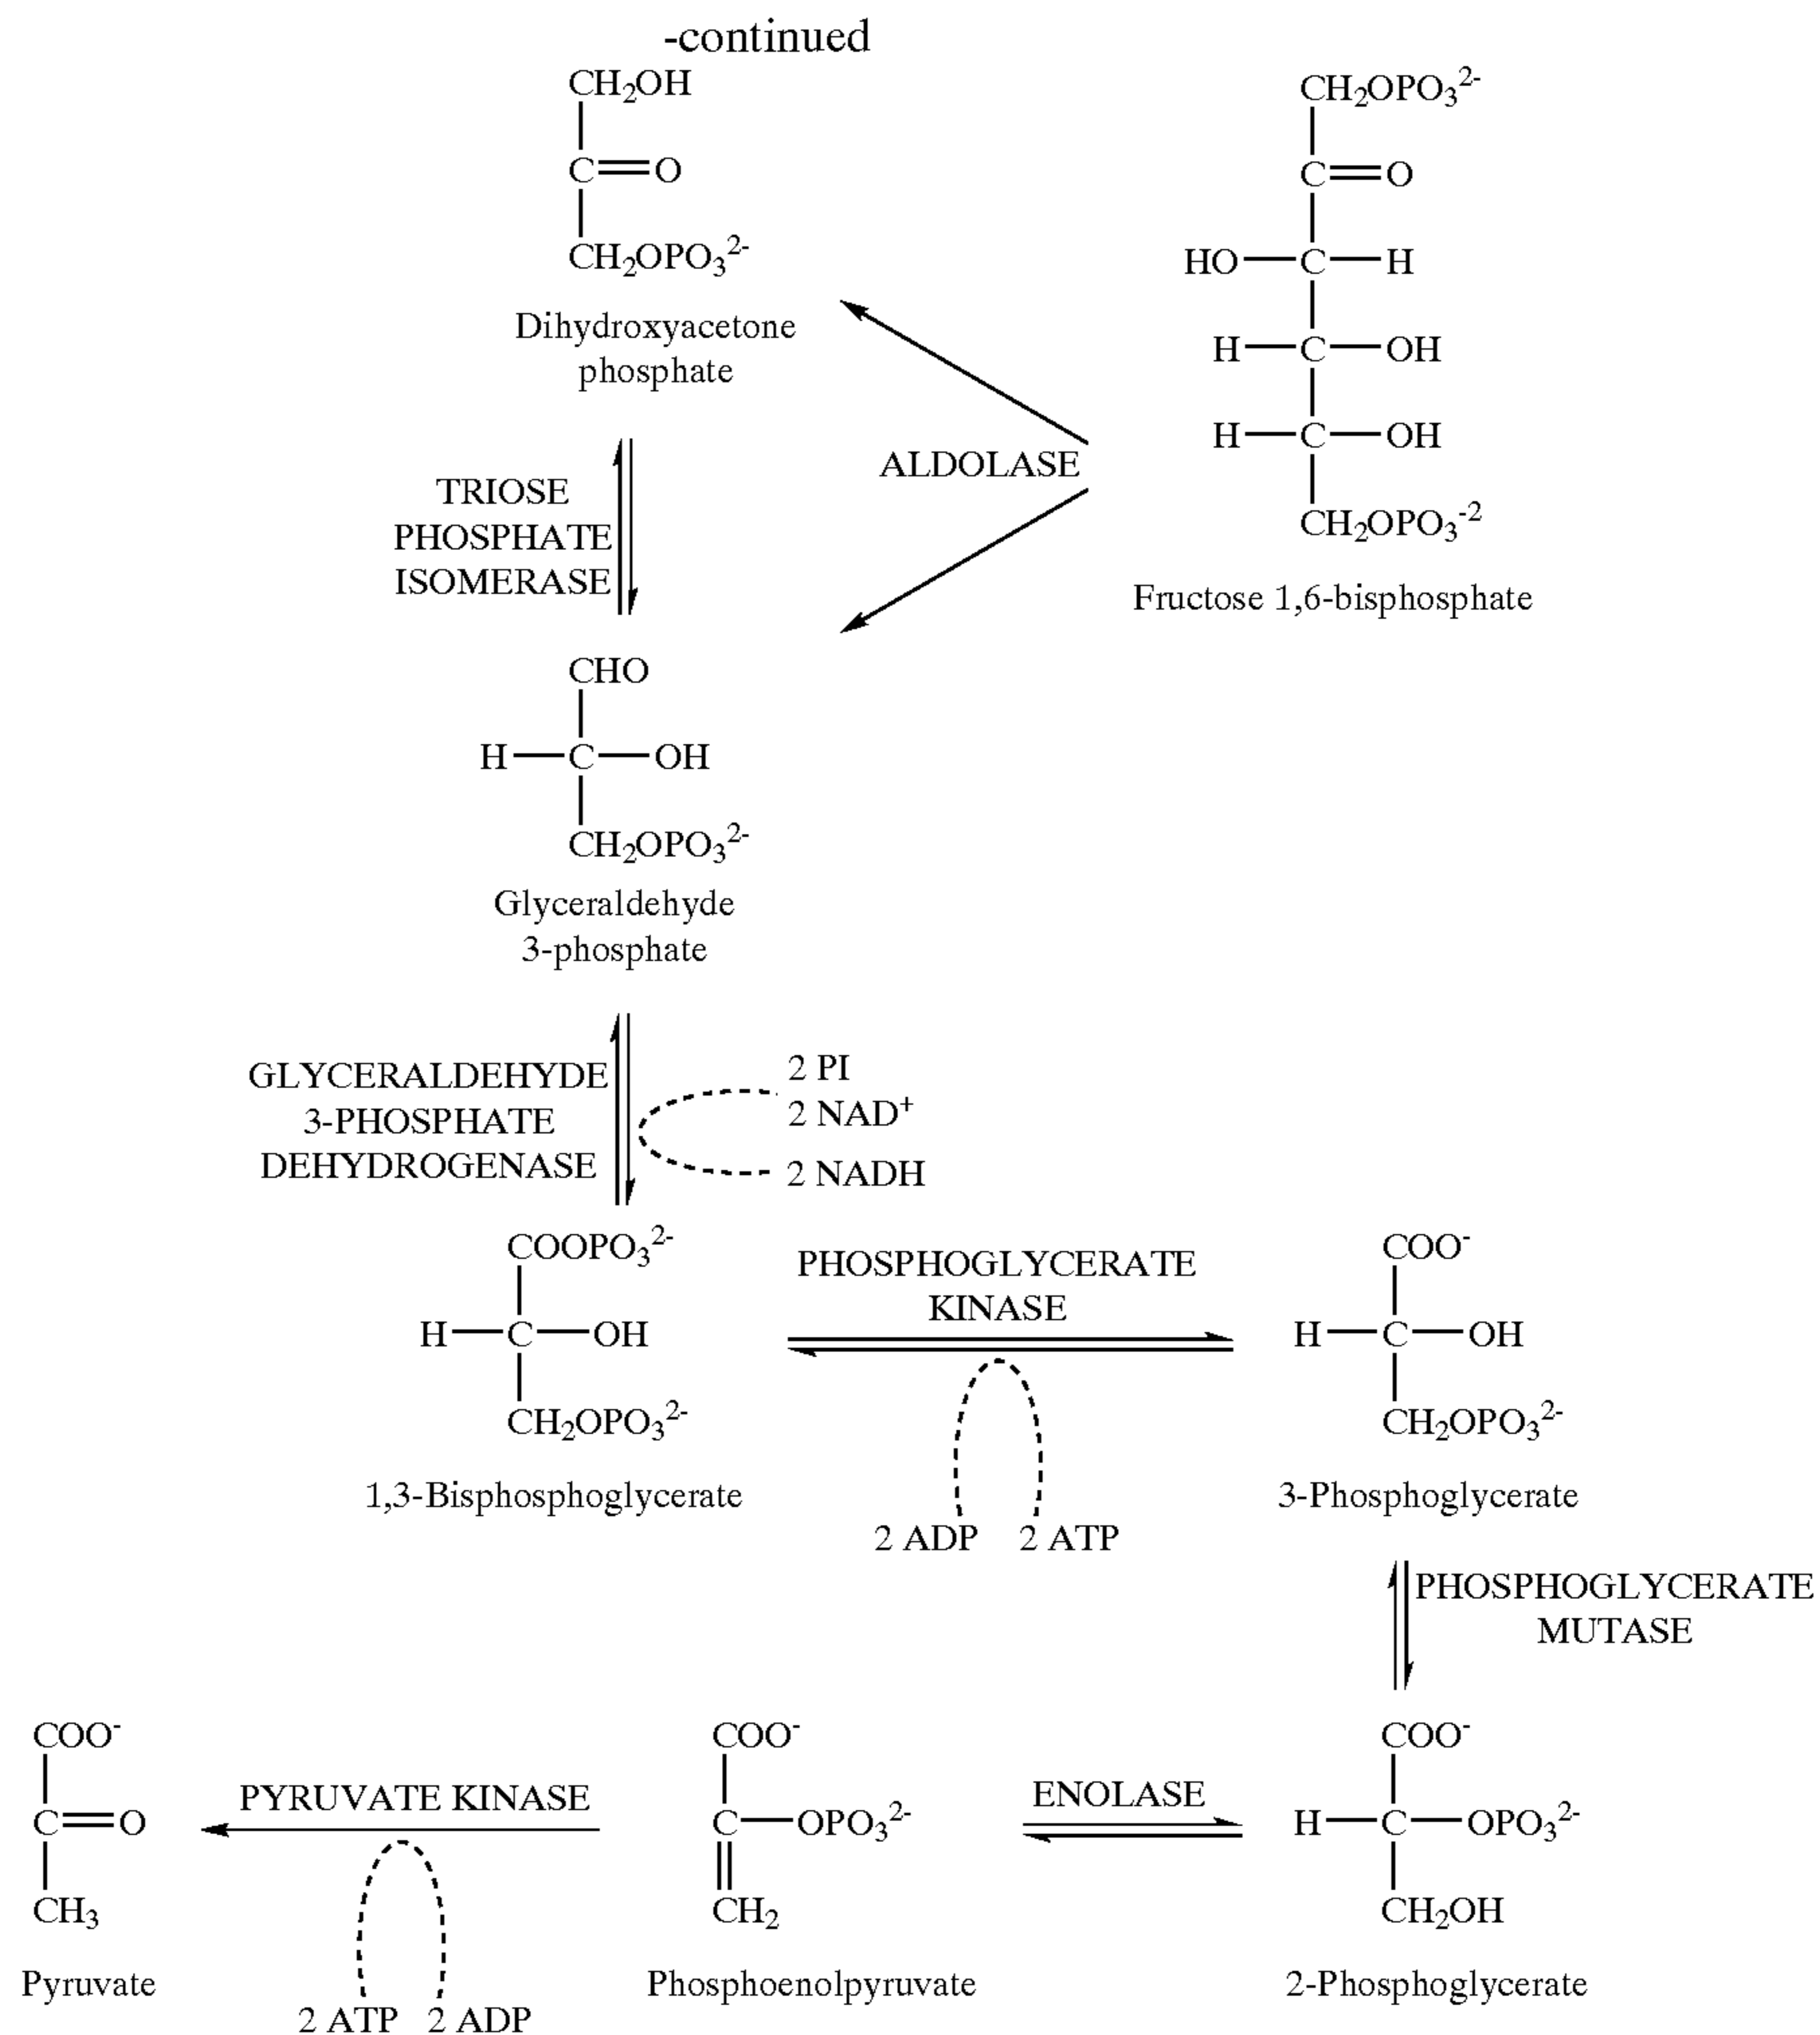 -continued
CH2OH
C=O
CH2OPO3^2-
Dihydroxyacetone
phosphate
CH2OPO3^2-
C=O
HO—C—H
H—C—OH
H—C—OH
CH2OPO3^-2
Fructose 1,6-bisphosphate
ALDOLASE
TRIOSE
PHOSPHATE
ISOMERASE
CHO
H—C—OH
CH2OPO3^2-
Glyceraldehyde
3-phosphate
GLYCERALDEHYDE
3-PHOSPHATE
DEHYDROGENASE
2 PI
2 NAD+
2 NADH
COOPO3^2-
H—C—OH
CH2OPO3^2-
1,3-Bisphosphoglycerate
PHOSPHOGLYCERATE
KINASE
2 ADP 2 ATP
COO-
H—C—OH
CH2OPO3^2-
3-Phosphoglycerate
PHOSPHOGLYCERATE
MUTASE
COO-
H—C—OPO3^2-
CH2OH
2-Phosphoglycerate
ENOLASE
COO-
C—OPO3^2-
CH2
Phosphoenolpyruvate
PYRUVATE KINASE
2 ATP 2 ADP
COO-
C=O
CH3
Pyruvate